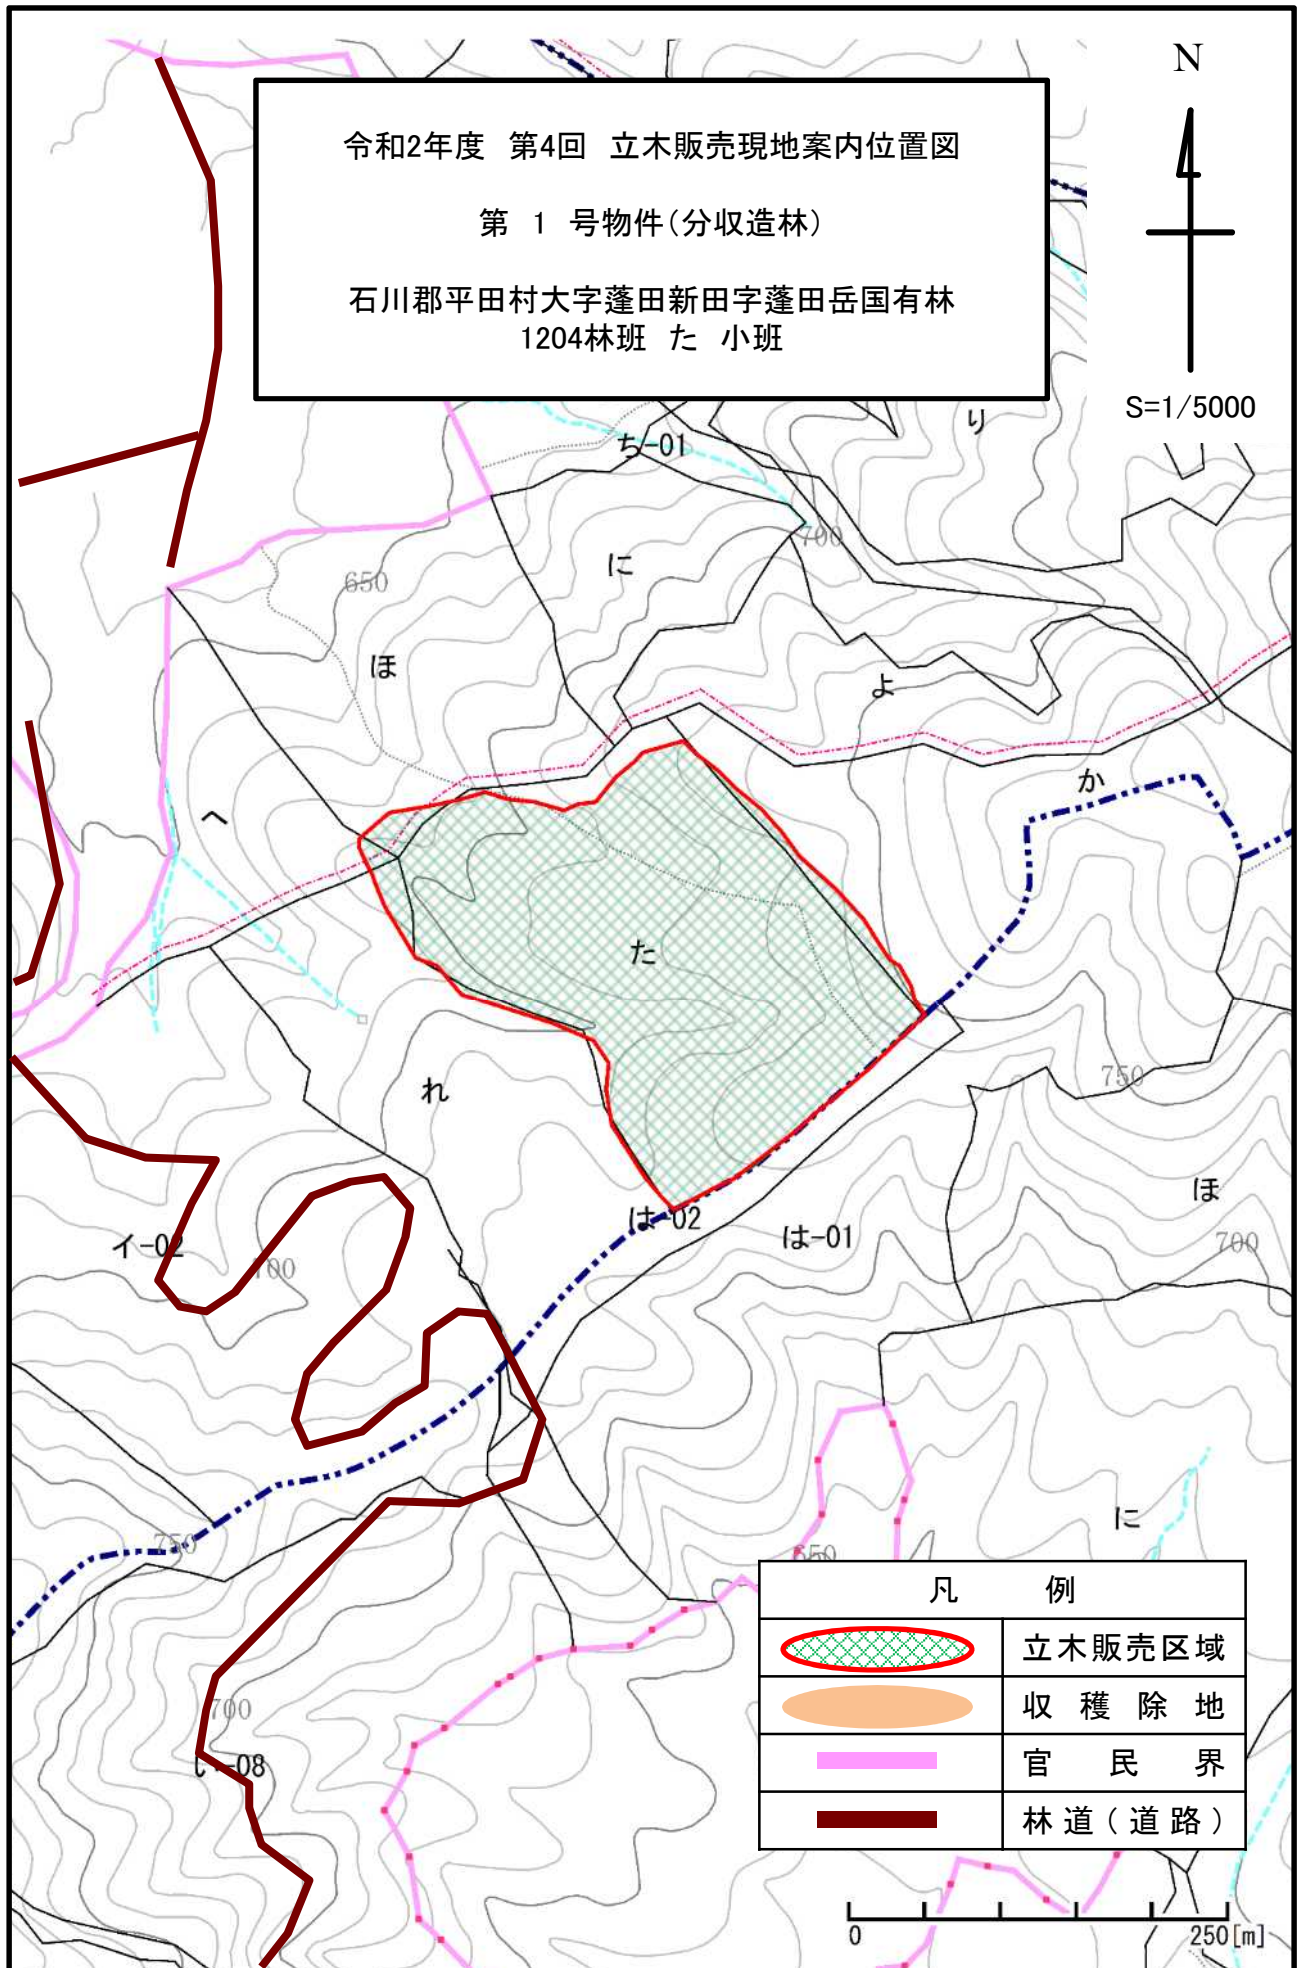 令和2年度　第4回　立木販売現地案内位置図
第　1　号物件(分収造林)
石川郡平田村大字蓬田新田字蓬田岳国有林
1204林班　た　小班
N
S=1/5000
り
ち-01
700
に
650
ほ
よ
か
へ
た
750
れ
ほ
は-02
は-01
イ-02
700
700
に
750
650
700
い-08
凡　例
立木販売区域
収穫除地
官民界
林道(道路)
0
250[m]